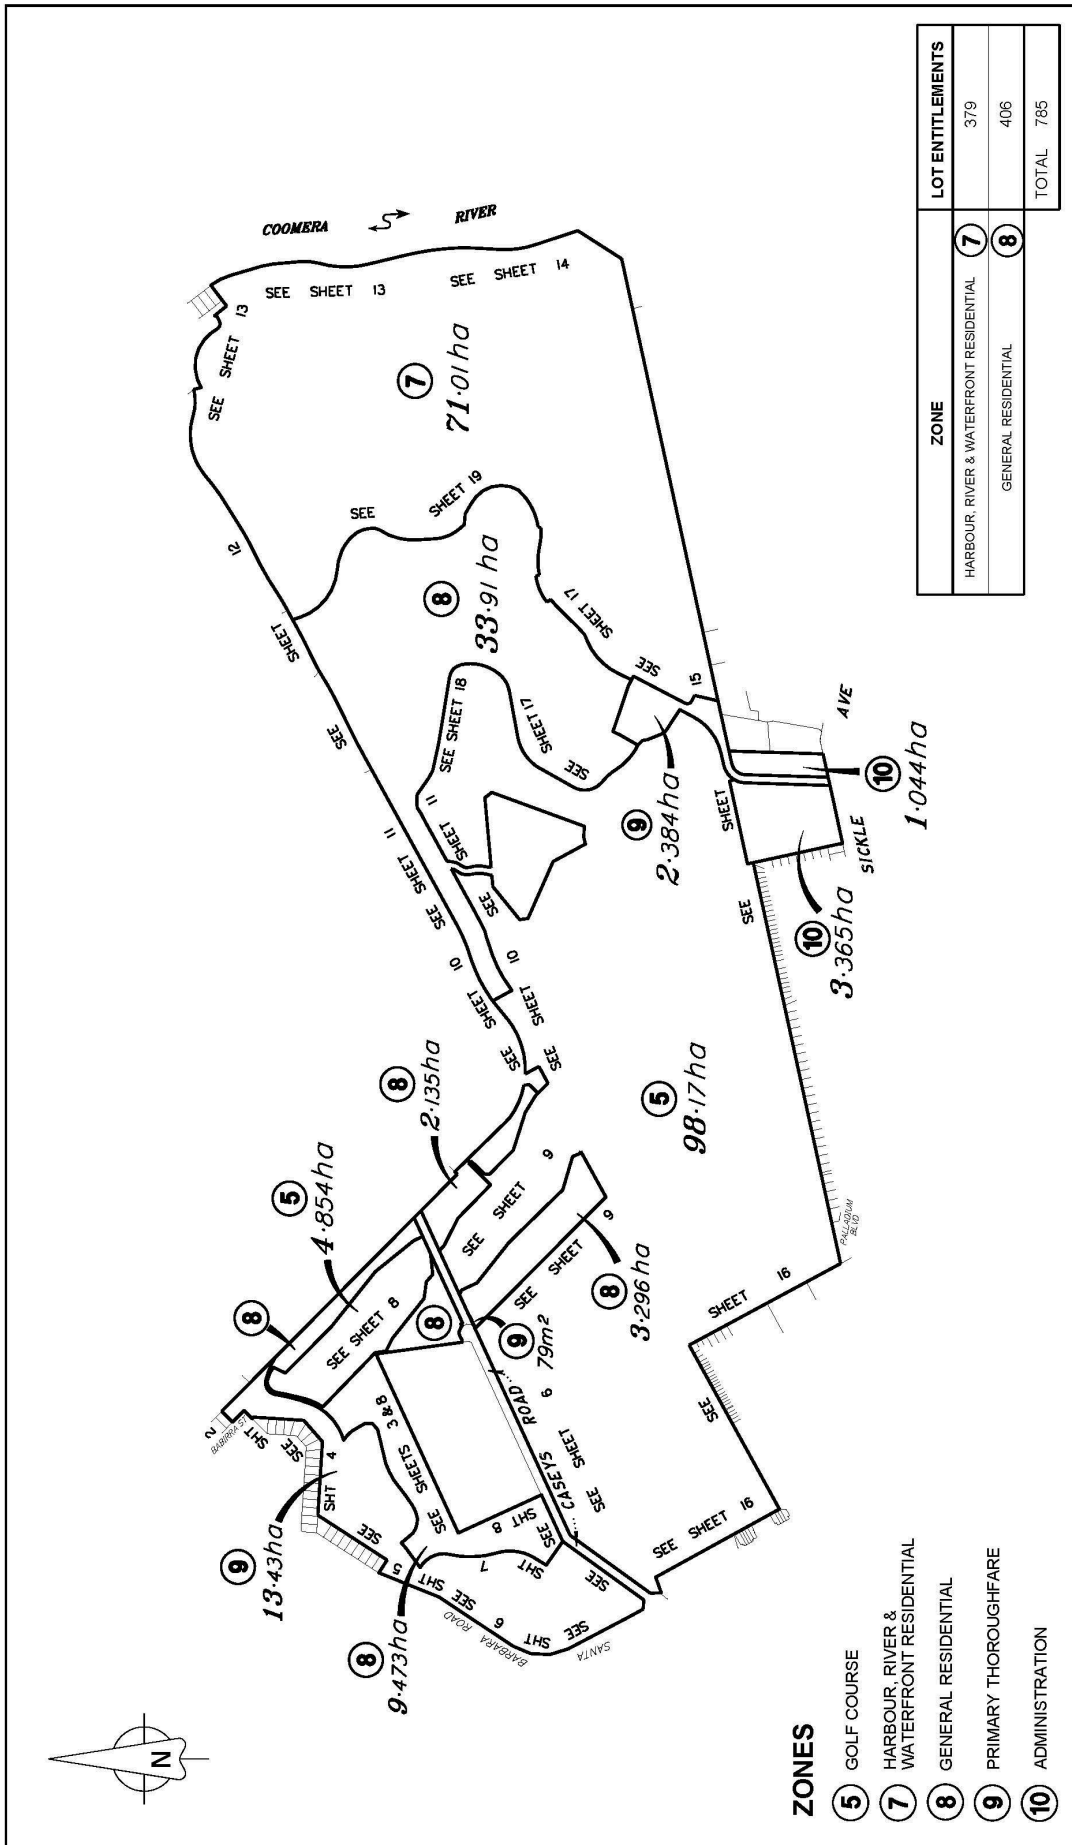 COOMERA
RIVER
SEE SHEET 13
SEE SHEET 13
SEE SHEET 14
12
SHEET
SEE
7
71·01ha
SEE
SHEET 19
8
33·91 ha
SHEET 17
SEE
15
SHEET
SEE
SEE SHEET 18
SHEET 17
SEE
11
SHEET
SEE
10
SHEET
SEE
11
SHEET
SEE
10
SHEET
SEE
9
2·384ha
10
1·044ha
10
3·365ha
SICKLE
AVE
5
98·17ha
8
2·135ha
5
4·854ha
8
SEE SHEET 8
8
SEE SHEET 9
SEE SHEET 9
8
3·296ha
9
79m²
CASEYS ROAD
SEE SHEET 6
PALLADIUM
BLVD
SHEET 16
SEE
SEE SHEET 16
BABIRRA ST
SEE SHT 2
SEE SHT 4
9
13·43ha
SEE SHEETS 3&8
SEE SHT 8
SEE SHT 7
SEE SHT 5
SEE SHT 6
8
9·473ha
SANTA BARBARA ROAD
N
ZONES
5 GOLF COURSE
7 HARBOUR, RIVER &
WATERFRONT RESIDENTIAL
8 GENERAL RESIDENTIAL
9 PRIMARY THOROUGHFARE
10 ADMINISTRATION
ZONE LOT ENTITLEMENTS
HARBOUR, RIVER & WATERFRONT RESIDENTIAL 7 379
GENERAL RESIDENTIAL 8 406
TOTAL 785